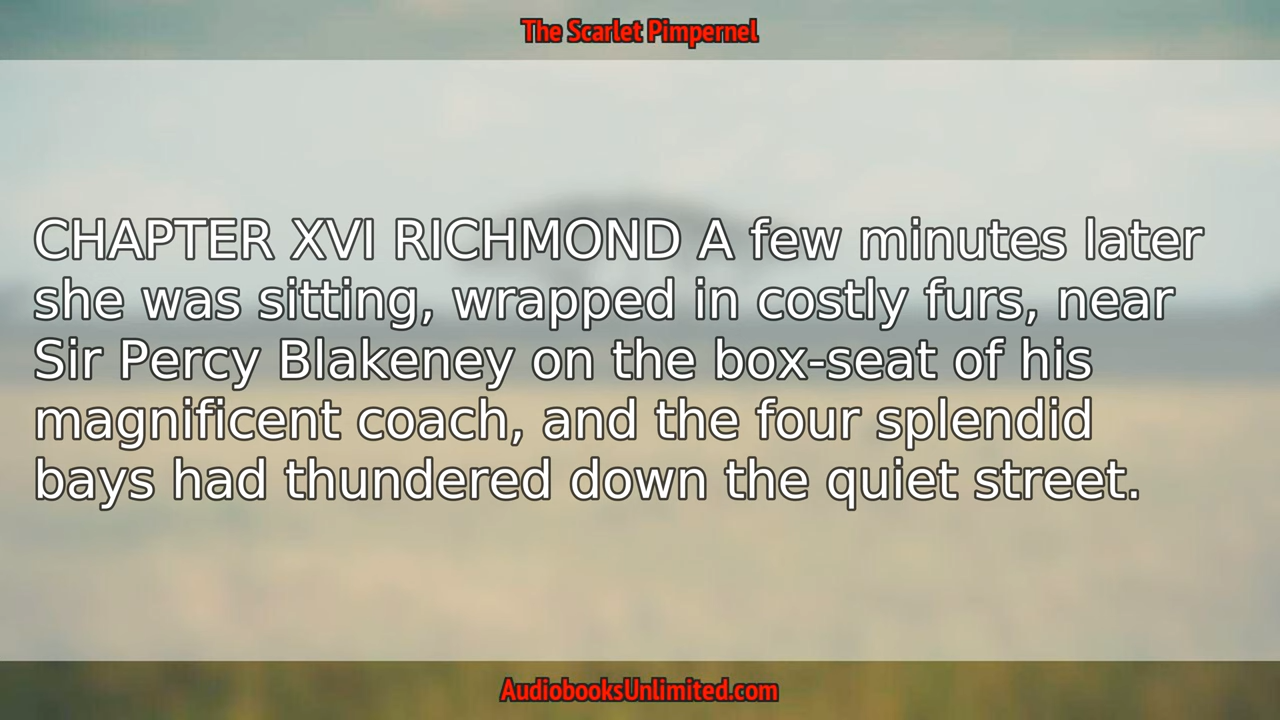 The Scarlet Pimpernel
CHAPTER XVI RICHMOND A few minutes later
she was sitting, wrapped in costly furs, near
Sir Percy Blakeney on the box-seat of his
magnificent coach, and the four splendid
bays had thundered down the quiet street.
AudiobooksUnlimited.com